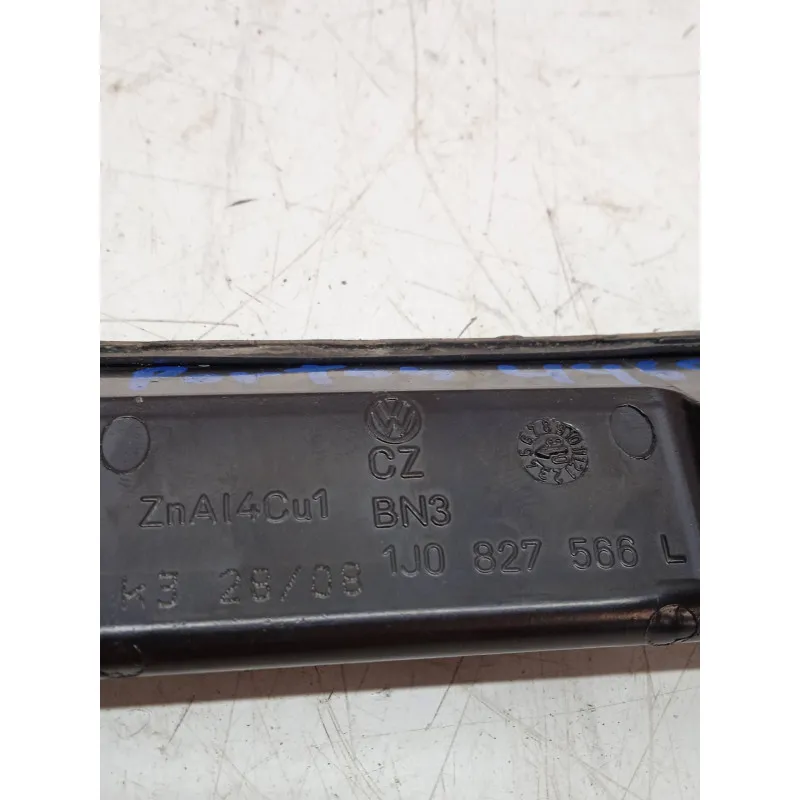 VW
CZ
ZnAl4Cu1 BN3
1J0 827 566 L
K3 28/08